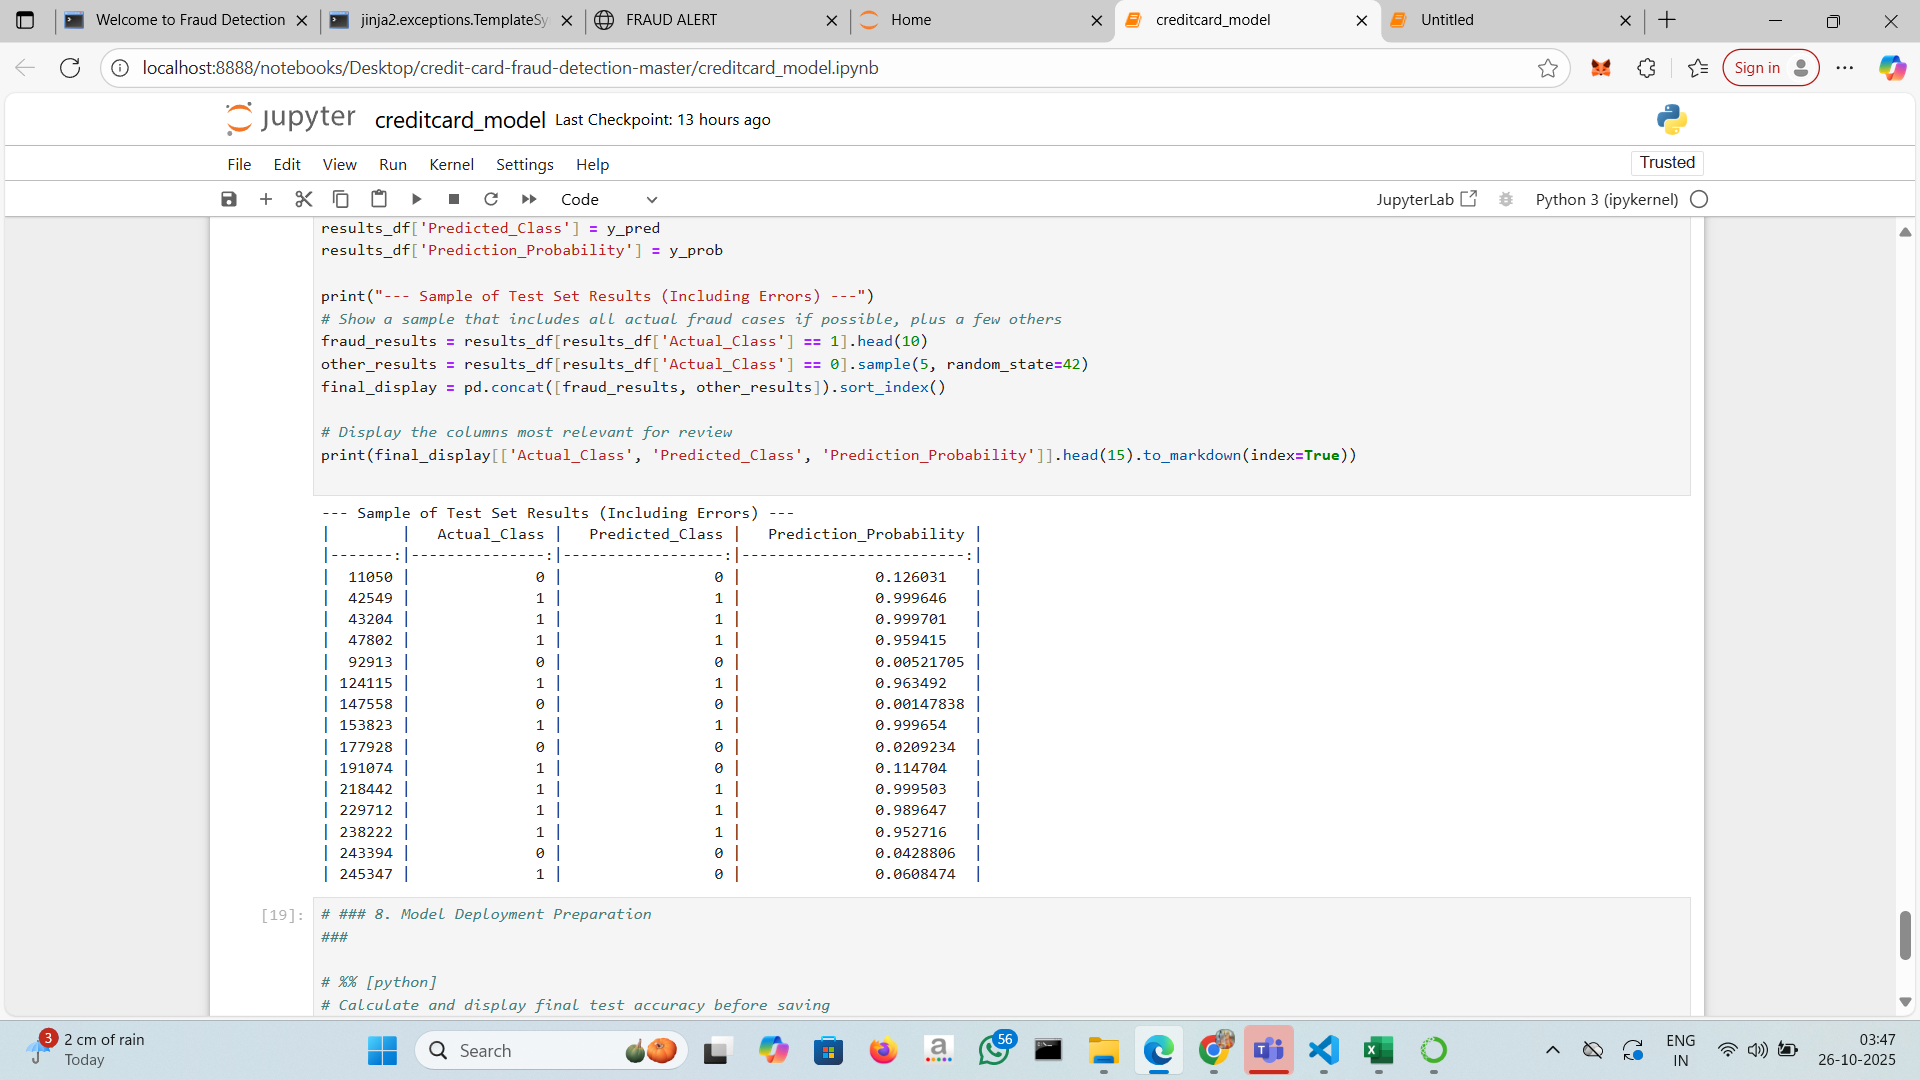 Welcome to Fraud Detection
jinja2.exceptions.TemplateSy
FRAUD ALERT
Home
creditcard_model
Untitled
localhost:8888/notebooks/Desktop/credit-card-fraud-detection-master/creditcard_model.ipynb
Sign in
jupyter creditcard_model Last Checkpoint: 13 hours ago
File Edit View Run Kernel Settings Help
Trusted
Code
JupyterLab
Python 3 (ipykernel)
results_df['Predicted_Class'] = y_pred
results_df['Prediction_Probability'] = y_prob
print("--- Sample of Test Set Results (Including Errors) ---")
# Show a sample that includes all actual fraud cases if possible, plus a few others
fraud_results = results_df[results_df['Actual_Class'] == 1].head(10)
other_results = results_df[results_df['Actual_Class'] == 0].sample(5, random_state=42)
final_display = pd.concat([fraud_results, other_results]).sort_index()
# Display the columns most relevant for review
print(final_display[['Actual_Class', 'Predicted_Class', 'Prediction_Probability']].head(15).to_markdown(index=True))
--- Sample of Test Set Results (Including Errors) ---
|        |   Actual_Class |   Predicted_Class |   Prediction_Probability |
|-------:|---------------:|------------------:|-------------------------:|
|  11050 |              0 |                 0 |               0.126031   |
|  42549 |              1 |                 1 |               0.999646   |
|  43204 |              1 |                 1 |               0.999701   |
|  47802 |              1 |                 1 |               0.959415   |
|  92913 |              0 |                 0 |               0.00521705 |
| 124115 |              1 |                 1 |               0.963492   |
| 147558 |              0 |                 0 |               0.00147838 |
| 153823 |              1 |                 1 |               0.999654   |
| 177928 |              0 |                 0 |               0.0209234  |
| 191074 |              1 |                 0 |               0.114704   |
| 218442 |              1 |                 1 |               0.999503   |
| 229712 |              1 |                 1 |               0.989647   |
| 238222 |              1 |                 1 |               0.952716   |
| 243394 |              0 |                 0 |               0.0428806  |
| 245347 |              1 |                 0 |               0.0608474  |
[19]: # ### 8. Model Deployment Preparation
###
# %% [python]
# Calculate and display final test accuracy before saving
3
2 cm of rain
Today
Search
56
ENG
IN
03:47
26-10-2025